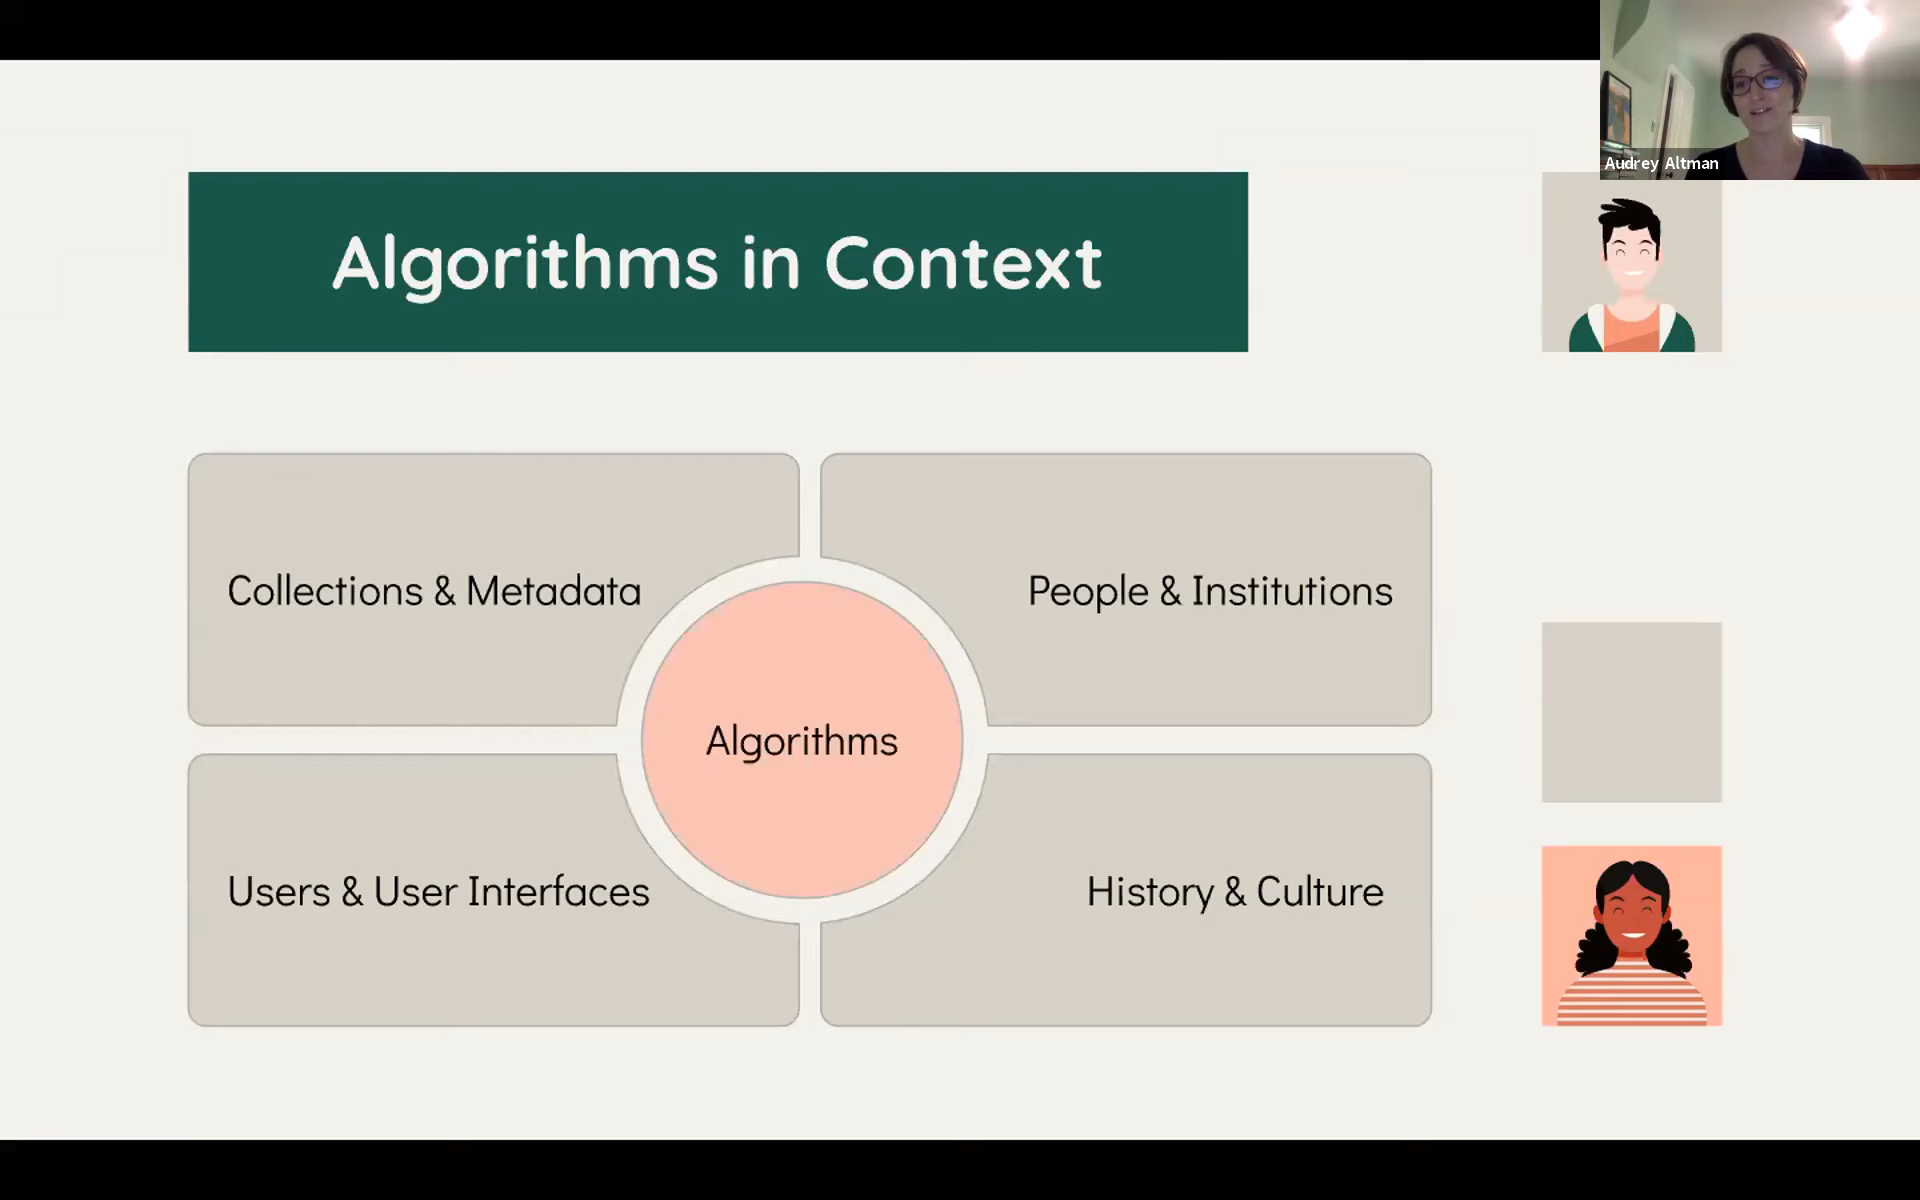 Audrey Altman
Algorithms in Context
Collections & Metadata
People & Institutions
Algorithms
Users & User Interfaces
History & Culture